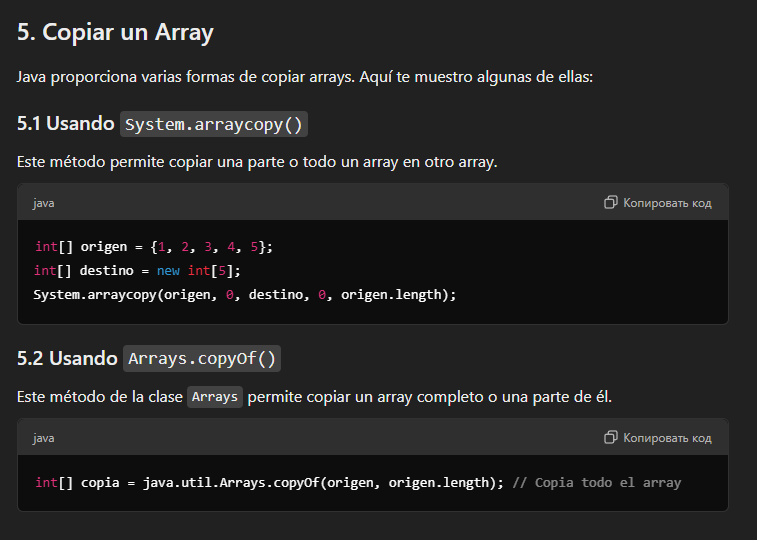 5. Copiar un Array
Java proporciona varias formas de copiar arrays. Aquí te muestro algunas de ellas:
5.1 Usando System.arraycopy()
Este método permite copiar una parte o todo un array en otro array.
java Копировать код
int[] origen = {1, 2, 3, 4, 5};
int[] destino = new int[5];
System.arraycopy(origen, 0, destino, 0, origen.length);
5.2 Usando Arrays.copyOf()
Este método de la clase Arrays permite copiar un array completo o una parte de él.
java Копировать код
int[] copia = java.util.Arrays.copyOf(origen, origen.length); // Copia todo el array